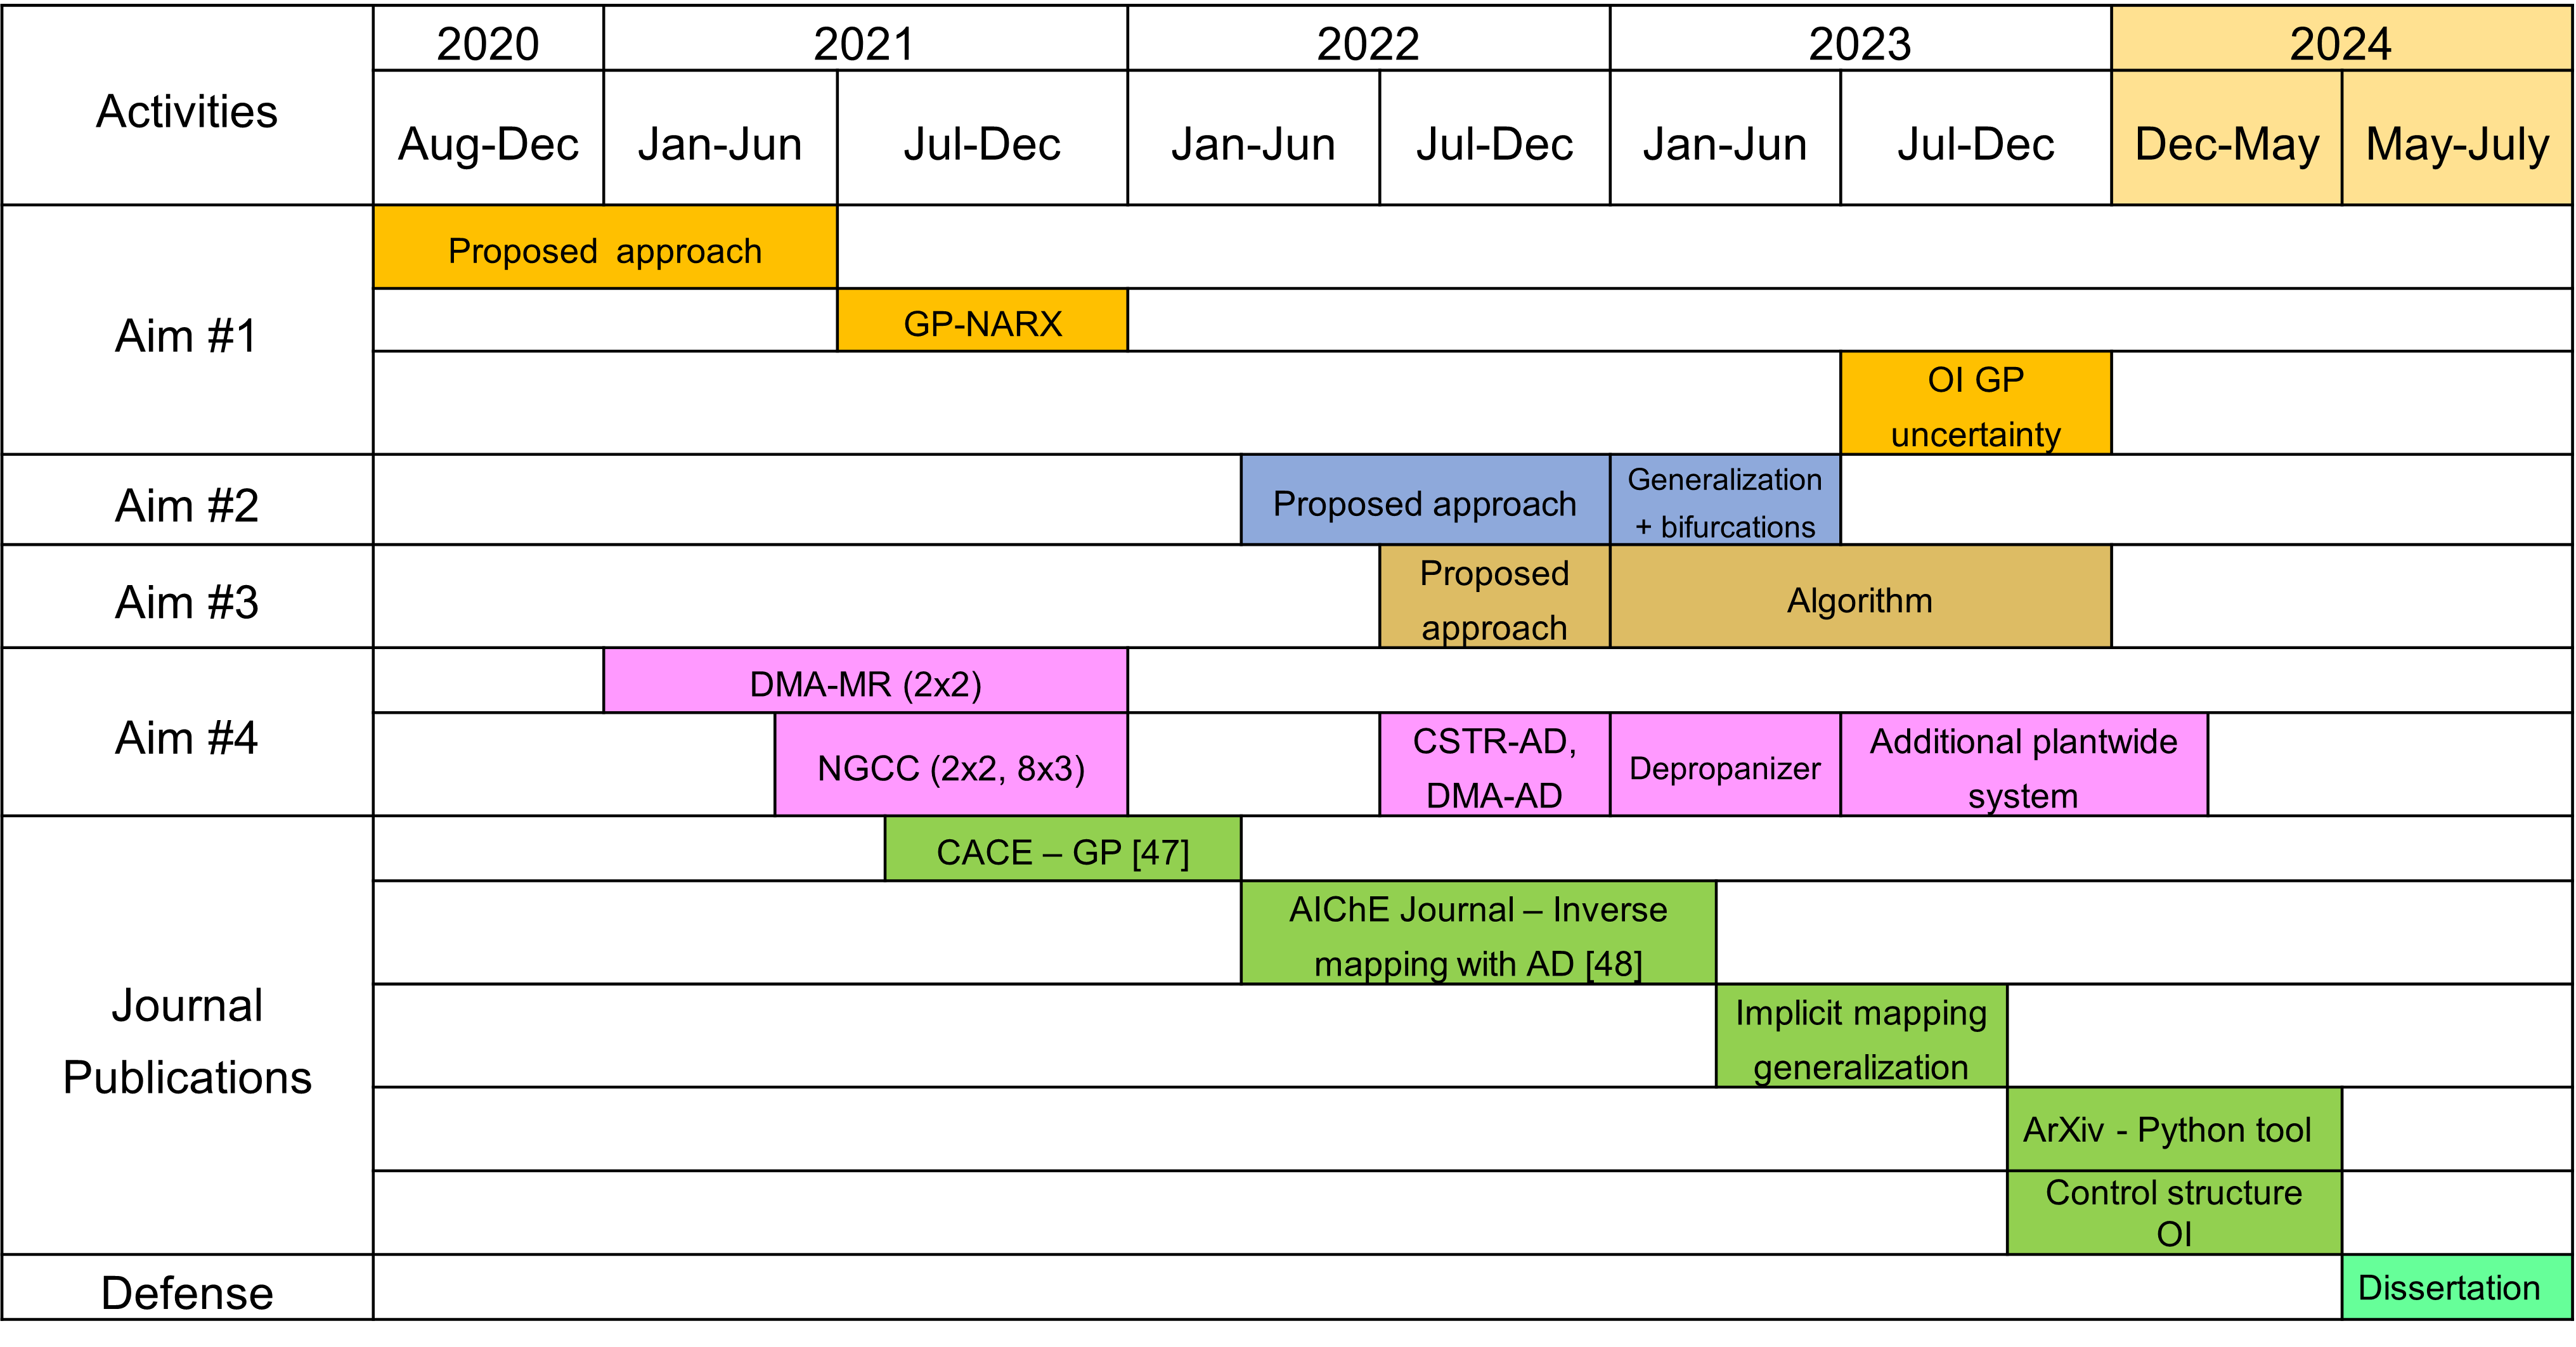 Activities
2020
2021
2022
2023
2024
Aug-Dec
Jan-Jun
Jul-Dec
Jan-Jun
Jul-Dec
Jan-Jun
Jul-Dec
Dec-May
May-July
Aim #1
Proposed approach
GP-NARX
OI GP
uncertainty
Aim #2
Proposed approach
Generalization
+ bifurcations
Aim #3
Proposed
approach
Algorithm
Aim #4
DMA-MR (2x2)
NGCC (2x2, 8x3)
CSTR-AD,
DMA-AD
Depropanizer
Additional plantwide
system
Journal
Publications
CACE – GP [47]
AIChE Journal – Inverse
mapping with AD [48]
Implicit mapping
generalization
ArXiv - Python tool
Control structure
OI
Defense
Dissertation